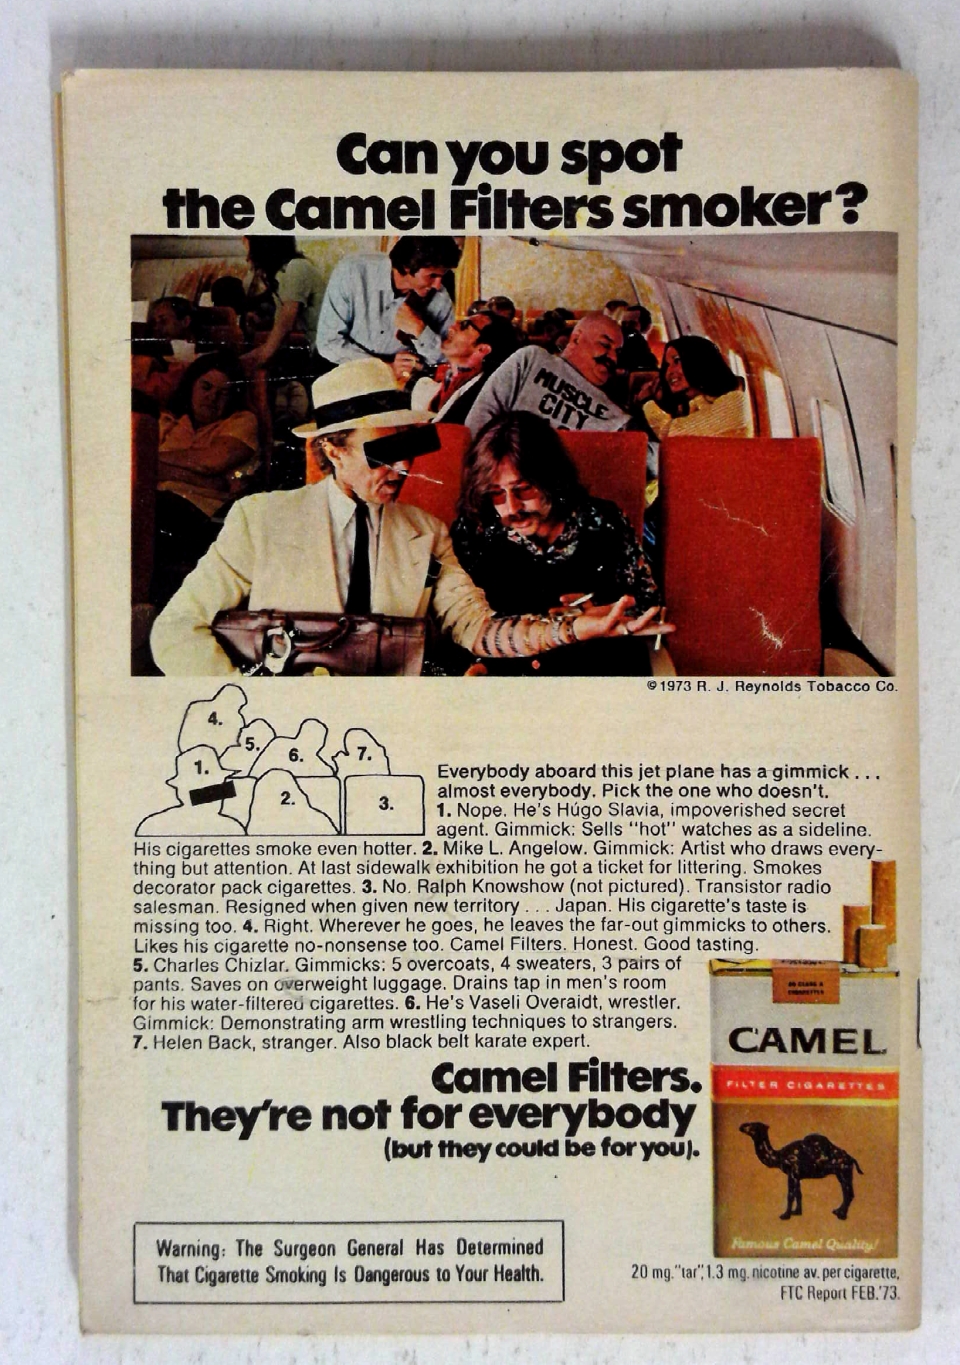 Can you spot
the Camel Filters smoker?
MUSCLE
CITY
©1973 R. J. Reynolds Tobacco Co.
4.
5.
6.
7.
1.
2.
3.
Everybody aboard this jet plane has a gimmick . . .
almost everybody. Pick the one who doesn't.
1. Nope. He's Hugo Slavia, impoverished secret
agent. Gimmick: Sells "hot" watches as a sideline.
His cigarettes smoke even hotter. 2. Mike L. Angelow. Gimmick: Artist who draws every-
thing but attention. At last sidewalk exhibition he got a ticket for littering. Smokes
decorator pack cigarettes. 3. No. Ralph Knowshow (not pictured). Transistor radio
salesman. Resigned when given new territory . . . Japan. His cigarette's taste is
missing too. 4. Right. Wherever he goes, he leaves the far-out gimmicks to others.
Likes his cigarette no-nonsense too. Camel Filters. Honest. Good tasting.
5. Charles Chizlar. Gimmicks: 5 overcoats, 4 sweaters, 3 pairs of
pants. Saves on overweight luggage. Drains tap in men's room
for his water-filtered cigarettes. 6. He's Vaseli Overaidt, wrestler.
Gimmick: Demonstrating arm wrestling techniques to strangers.
7. Helen Back, stranger. Also black belt karate expert.
Camel Filters.
They're not for everybody
(but they could be for you).
20 CLASS A
CIGARETTES
CAMEL
FILTER CIGARETTES
Famous Camel Quality!
Warning: The Surgeon General Has Determined
That Cigarette Smoking Is Dangerous to Your Health.
20 mg. "tar", 1.3 mg. nicotine av. per cigarette,
FTC Report FEB.'73.